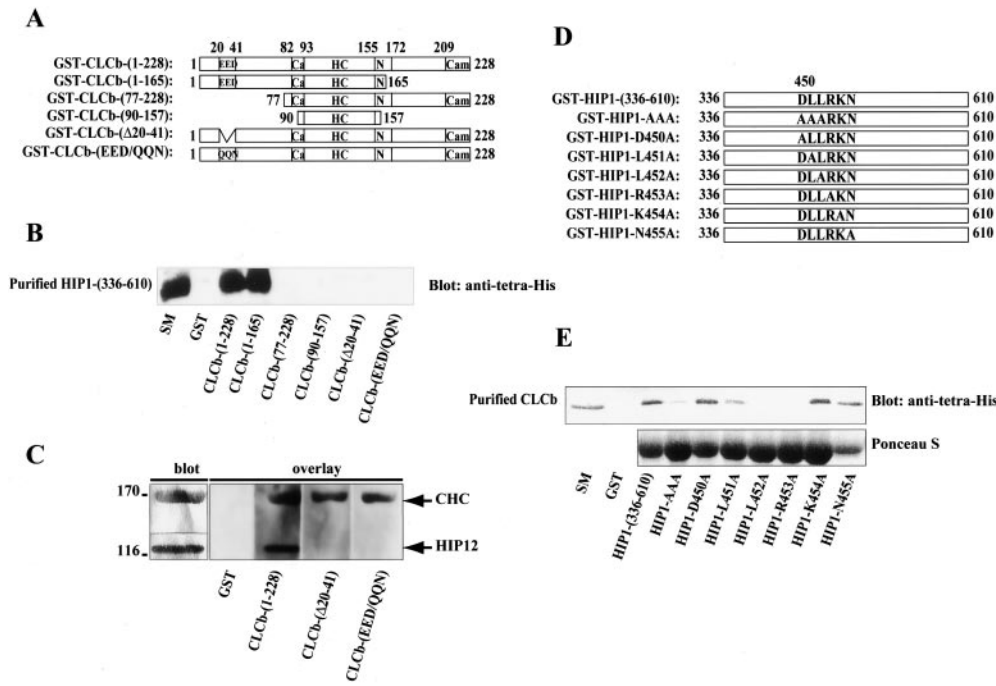 A
20 41 82 93 155 172 209
GST-CLCb-(1-228): 1 EED Ca HC N Cam 228
GST-CLCb-(1-165): 1 EED Ca HC N 165
GST-CLCb-(77-228): 77 Ca HC N Cam 228
GST-CLCb-(90-157): 90 HC 157
GST-CLCb-(Δ20-41): 1 Ca HC N Cam 228
GST-CLCb-(EED/QQN): 1 QQN Ca HC N Cam 228
B
Purified HIP1-(336-610) Blot: anti-tetra-His
SM
GST
CLCb-(1-228)
CLCb-(1-165)
CLCb-(77-228)
CLCb-(90-157)
CLCb-(Δ20-41)
CLCb-(EED/QQN)
C
blot overlay
170 CHC
116 HIP12
GST
CLCb-(1-228)
CLCb-(Δ20-41)
CLCb-(EED/QQN)
D
450
GST-HIP1-(336-610): 336 DLLRKN 610
GST-HIP1-AAA: 336 AAARKN 610
GST-HIP1-D450A: 336 ALLRKN 610
GST-HIP1-L451A: 336 DALRKN 610
GST-HIP1-L452A: 336 DLARKN 610
GST-HIP1-R453A: 336 DLLAKN 610
GST-HIP1-K454A: 336 DLLRAN 610
GST-HIP1-N455A: 336 DLLRKA 610
E
Purified CLCb Blot: anti-tetra-His
Ponceau S
SM
GST
HIP1-(336-610)
HIP1-AAA
HIP1-D450A
HIP1-L451A
HIP1-L452A
HIP1-R453A
HIP1-K454A
HIP1-N455A